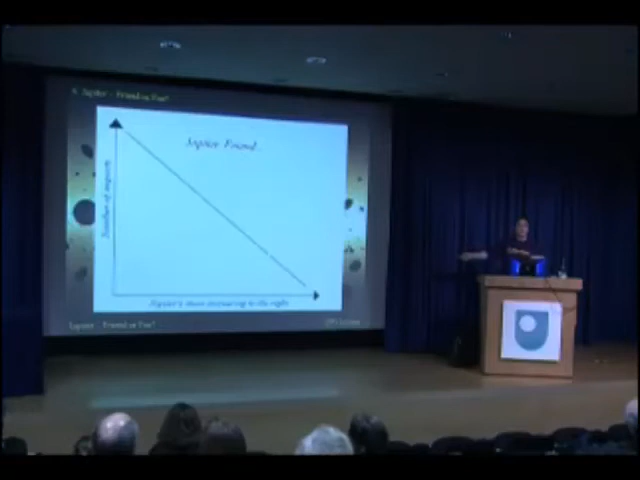 Jupiter - Friend or Foe?
Jupiter Friend
Number of impacts
Jupiter's mass increasing to the right
Jupiter - Friend or Foe?